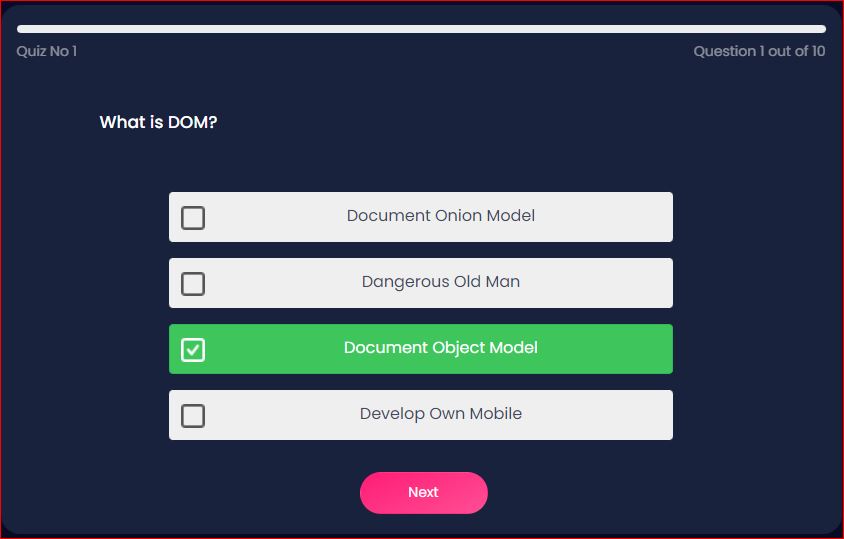 Quiz No 1
Question 1 out of 10
What is DOM?
Document Onion Model
Dangerous Old Man
Document Object Model
Develop Own Mobile
Next